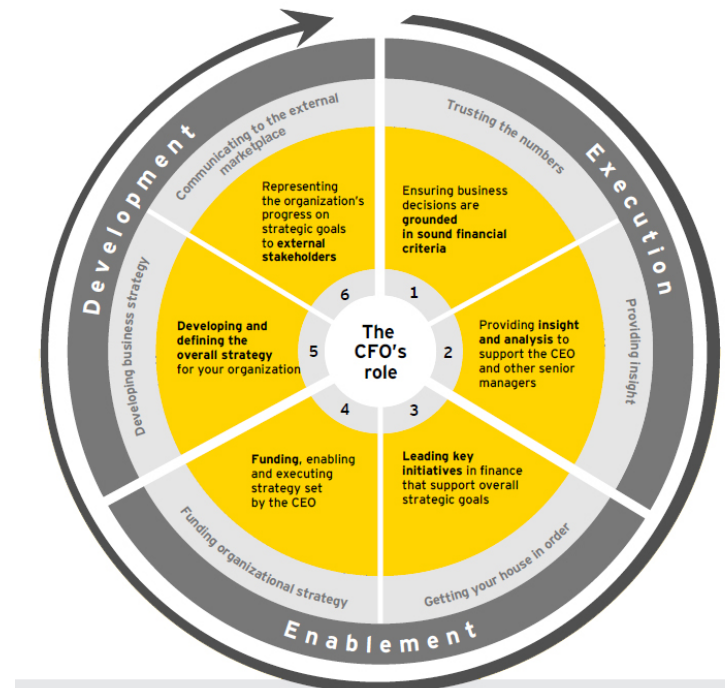 Development
Execution
Enablement
Communicating to the external
marketplace
Trusting the numbers
Providing insight
Getting your house in order
Funding organizational strategy
Developing business strategy
The
CFO's
role
1
Ensuring business
decisions are
grounded
in sound financial
criteria
2
Providing insight
and analysis to
support the CEO
and other senior
managers
3
Leading key
initiatives in finance
that support overall
strategic goals
4
Funding, enabling
and executing
strategy set
by the CEO
5
Developing and
defining the
overall strategy
for your organization
6
Representing
the organization's
progress on
strategic goals
to external
stakeholders